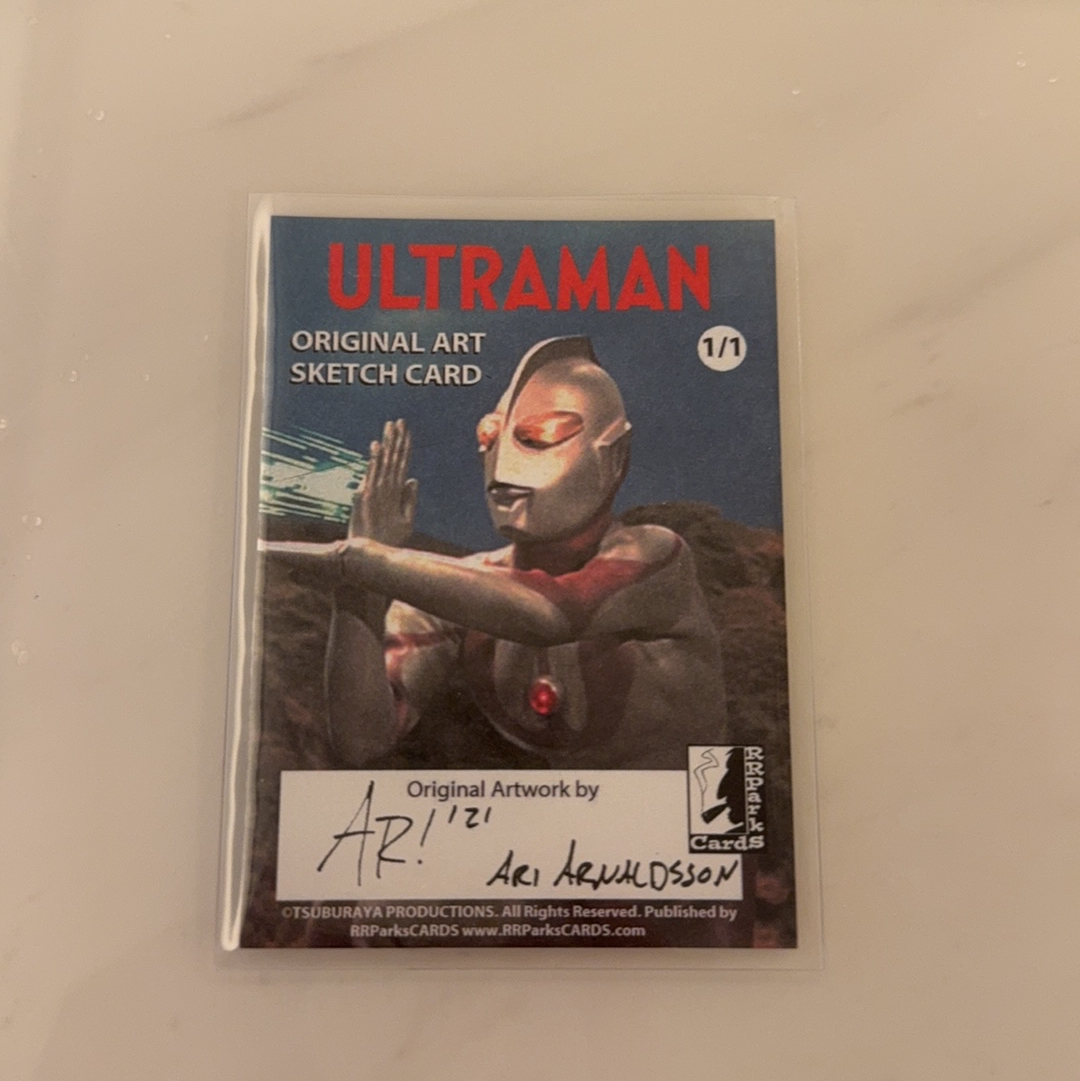 ULTRAMAN
ORIGINAL ART
SKETCH CARD
1/1
Original Artwork by
ARI '21
ARI ARNALDSSON
RRParks
Cards
©TSUBURAYA PRODUCTIONS. All Rights Reserved. Published by
RRParksCARDS www.RRParksCARDS.com